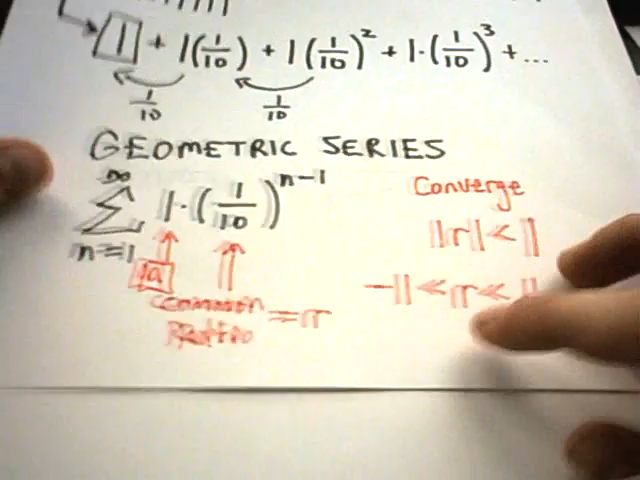 1 + 1(1/10) + 1(1/10)² + 1·(1/10)³ + ...
1/10 1/10
GEOMETRIC SERIES
∞
∑ 1·(1/10)ⁿ⁻¹
n=1
a
common = r
Ratio
Converge
|r| < 1
-1 < r < 1